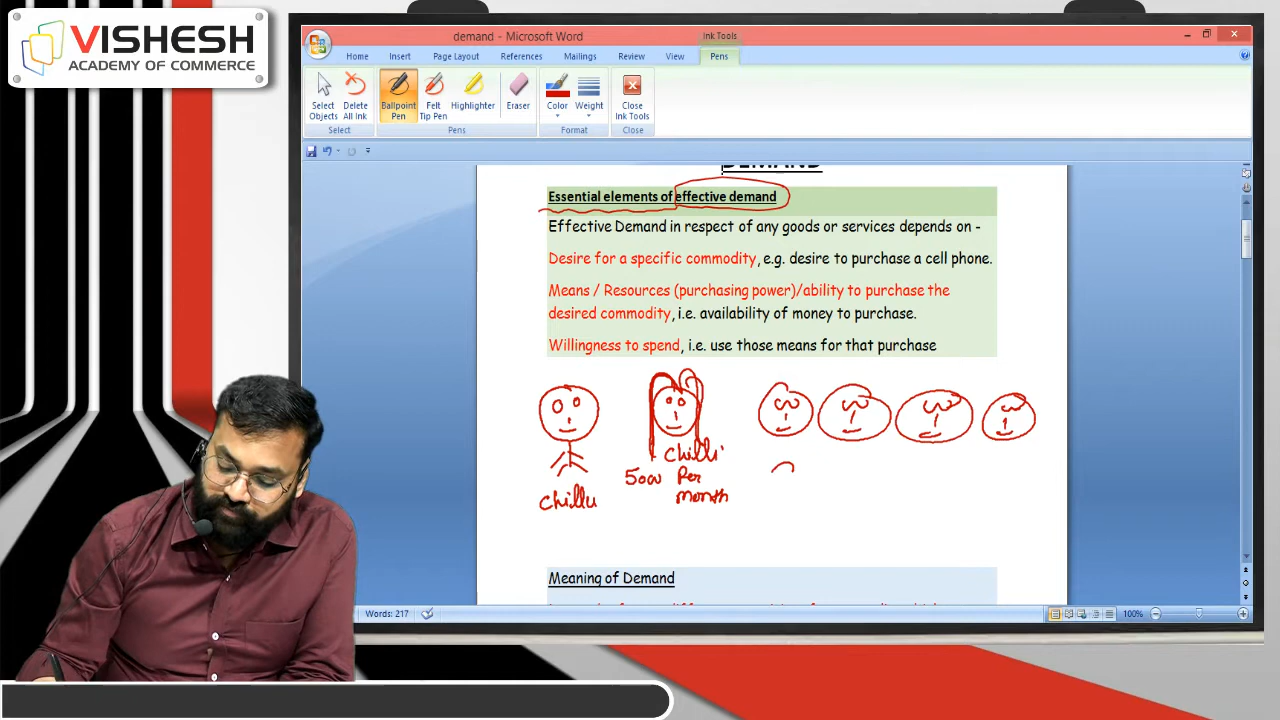 VISHESH
ACADEMY OF COMMERCE
demand - Microsoft Word
Ink Tools
Home Insert Page Layout References Mailings Review View Pens
Select Objects
Delete All Ink
Ballpoint Pen
Felt Tip Pen
Highlighter
Eraser
Color
Weight
Close Ink Tools
Select Pens Format Close
DEMAND
Essential elements of effective demand
Effective Demand in respect of any goods or services depends on -
Desire for a specific commodity, e.g. desire to purchase a cell phone.
Means / Resources (purchasing power)/ability to purchase the
desired commodity, i.e. availability of money to purchase.
Willingness to spend, i.e. use those means for that purchase
chilli
5000 Per
month
chillu
Meaning of Demand
Words: 217
100%